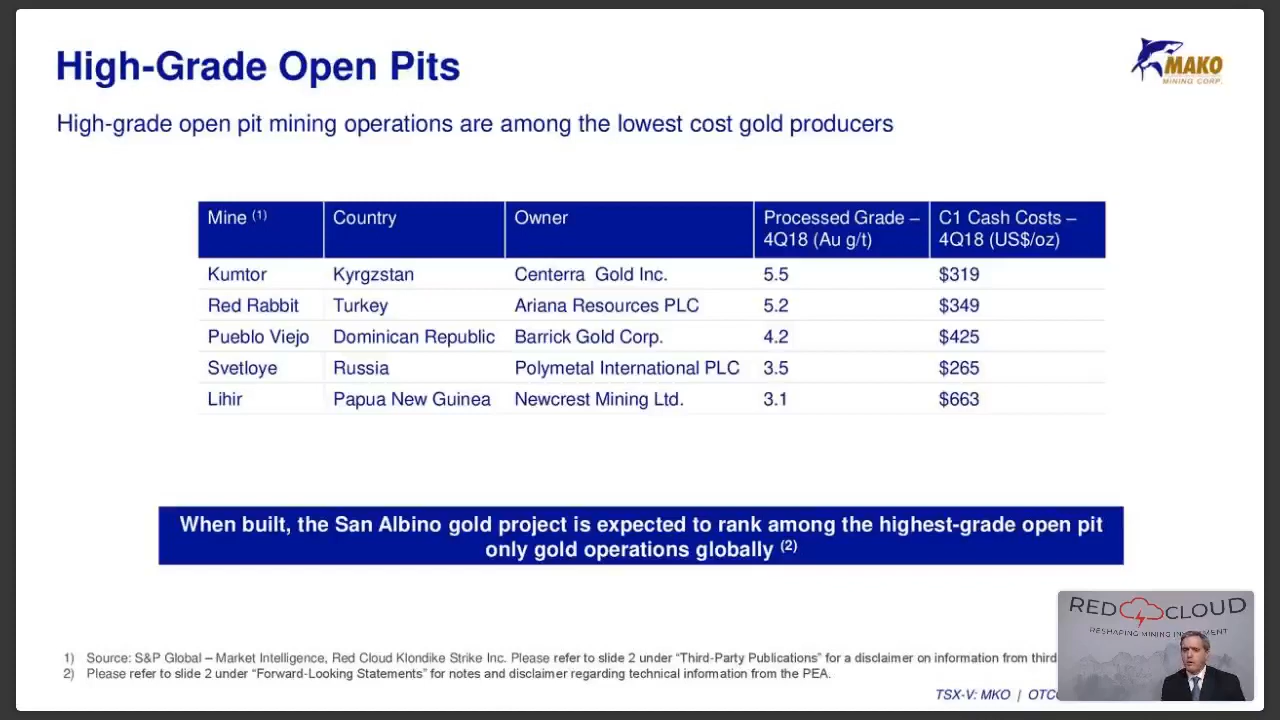 High-Grade Open Pits
MAKO
MINING CORP.
High-grade open pit mining operations are among the lowest cost gold producers
Mine (1) Country Owner Processed Grade – 4Q18 (Au g/t) C1 Cash Costs – 4Q18 (US$/oz)
Kumtor Kyrgzstan Centerra Gold Inc. 5.5 $319
Red Rabbit Turkey Ariana Resources PLC 5.2 $349
Pueblo Viejo Dominican Republic Barrick Gold Corp. 4.2 $425
Svetloye Russia Polymetal International PLC 3.5 $265
Lihir Papua New Guinea Newcrest Mining Ltd. 3.1 $663
When built, the San Albino gold project is expected to rank among the highest-grade open pit
only gold operations globally (2)
RED CLOUD
RESHAPING MINING INVESTMENT
1) Source: S&P Global – Market Intelligence, Red Cloud Klondike Strike Inc. Please refer to slide 2 under “Third-Party Publications” for a disclaimer on information from third
2) Please refer to slide 2 under “Forward-Looking Statements” for notes and disclaimer regarding technical information from the PEA.
TSX-V: MKO | OTC